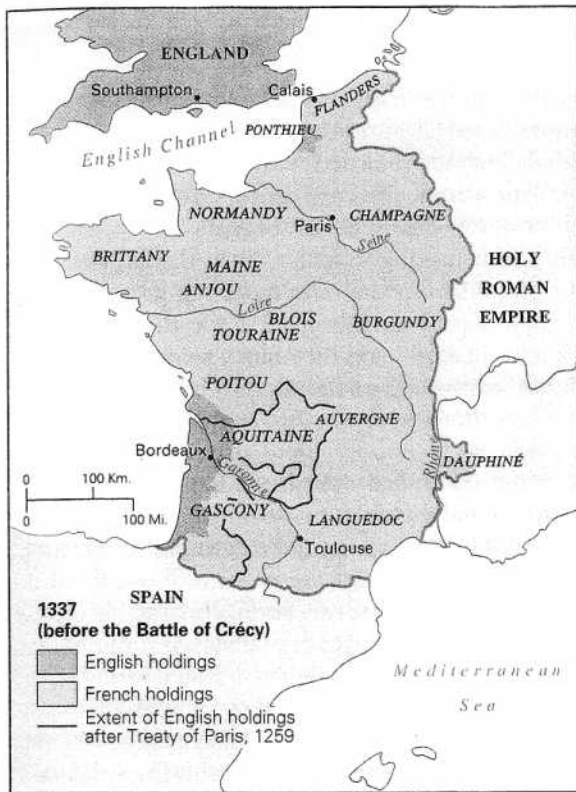 ENGLAND
Southampton
Calais
FLANDERS
English Channel
PONTHIEU
NORMANDY
Paris
CHAMPAGNE
Seine
BRITTANY
MAINE
ANJOU
HOLY
ROMAN
EMPIRE
Loire
BLOIS
TOURAINE
BURGUNDY
POITOU
AUVERGNE
AQUITAINE
Bordeaux
Garonne
Rhône
DAUPHINÉ
0 100 Km.
0 100 Mi.
GASCONY
LANGUEDOC
Toulouse
SPAIN
1337
(before the Battle of Crécy)
English holdings
French holdings
Extent of English holdings
after Treaty of Paris, 1259
Mediterranean
Sea